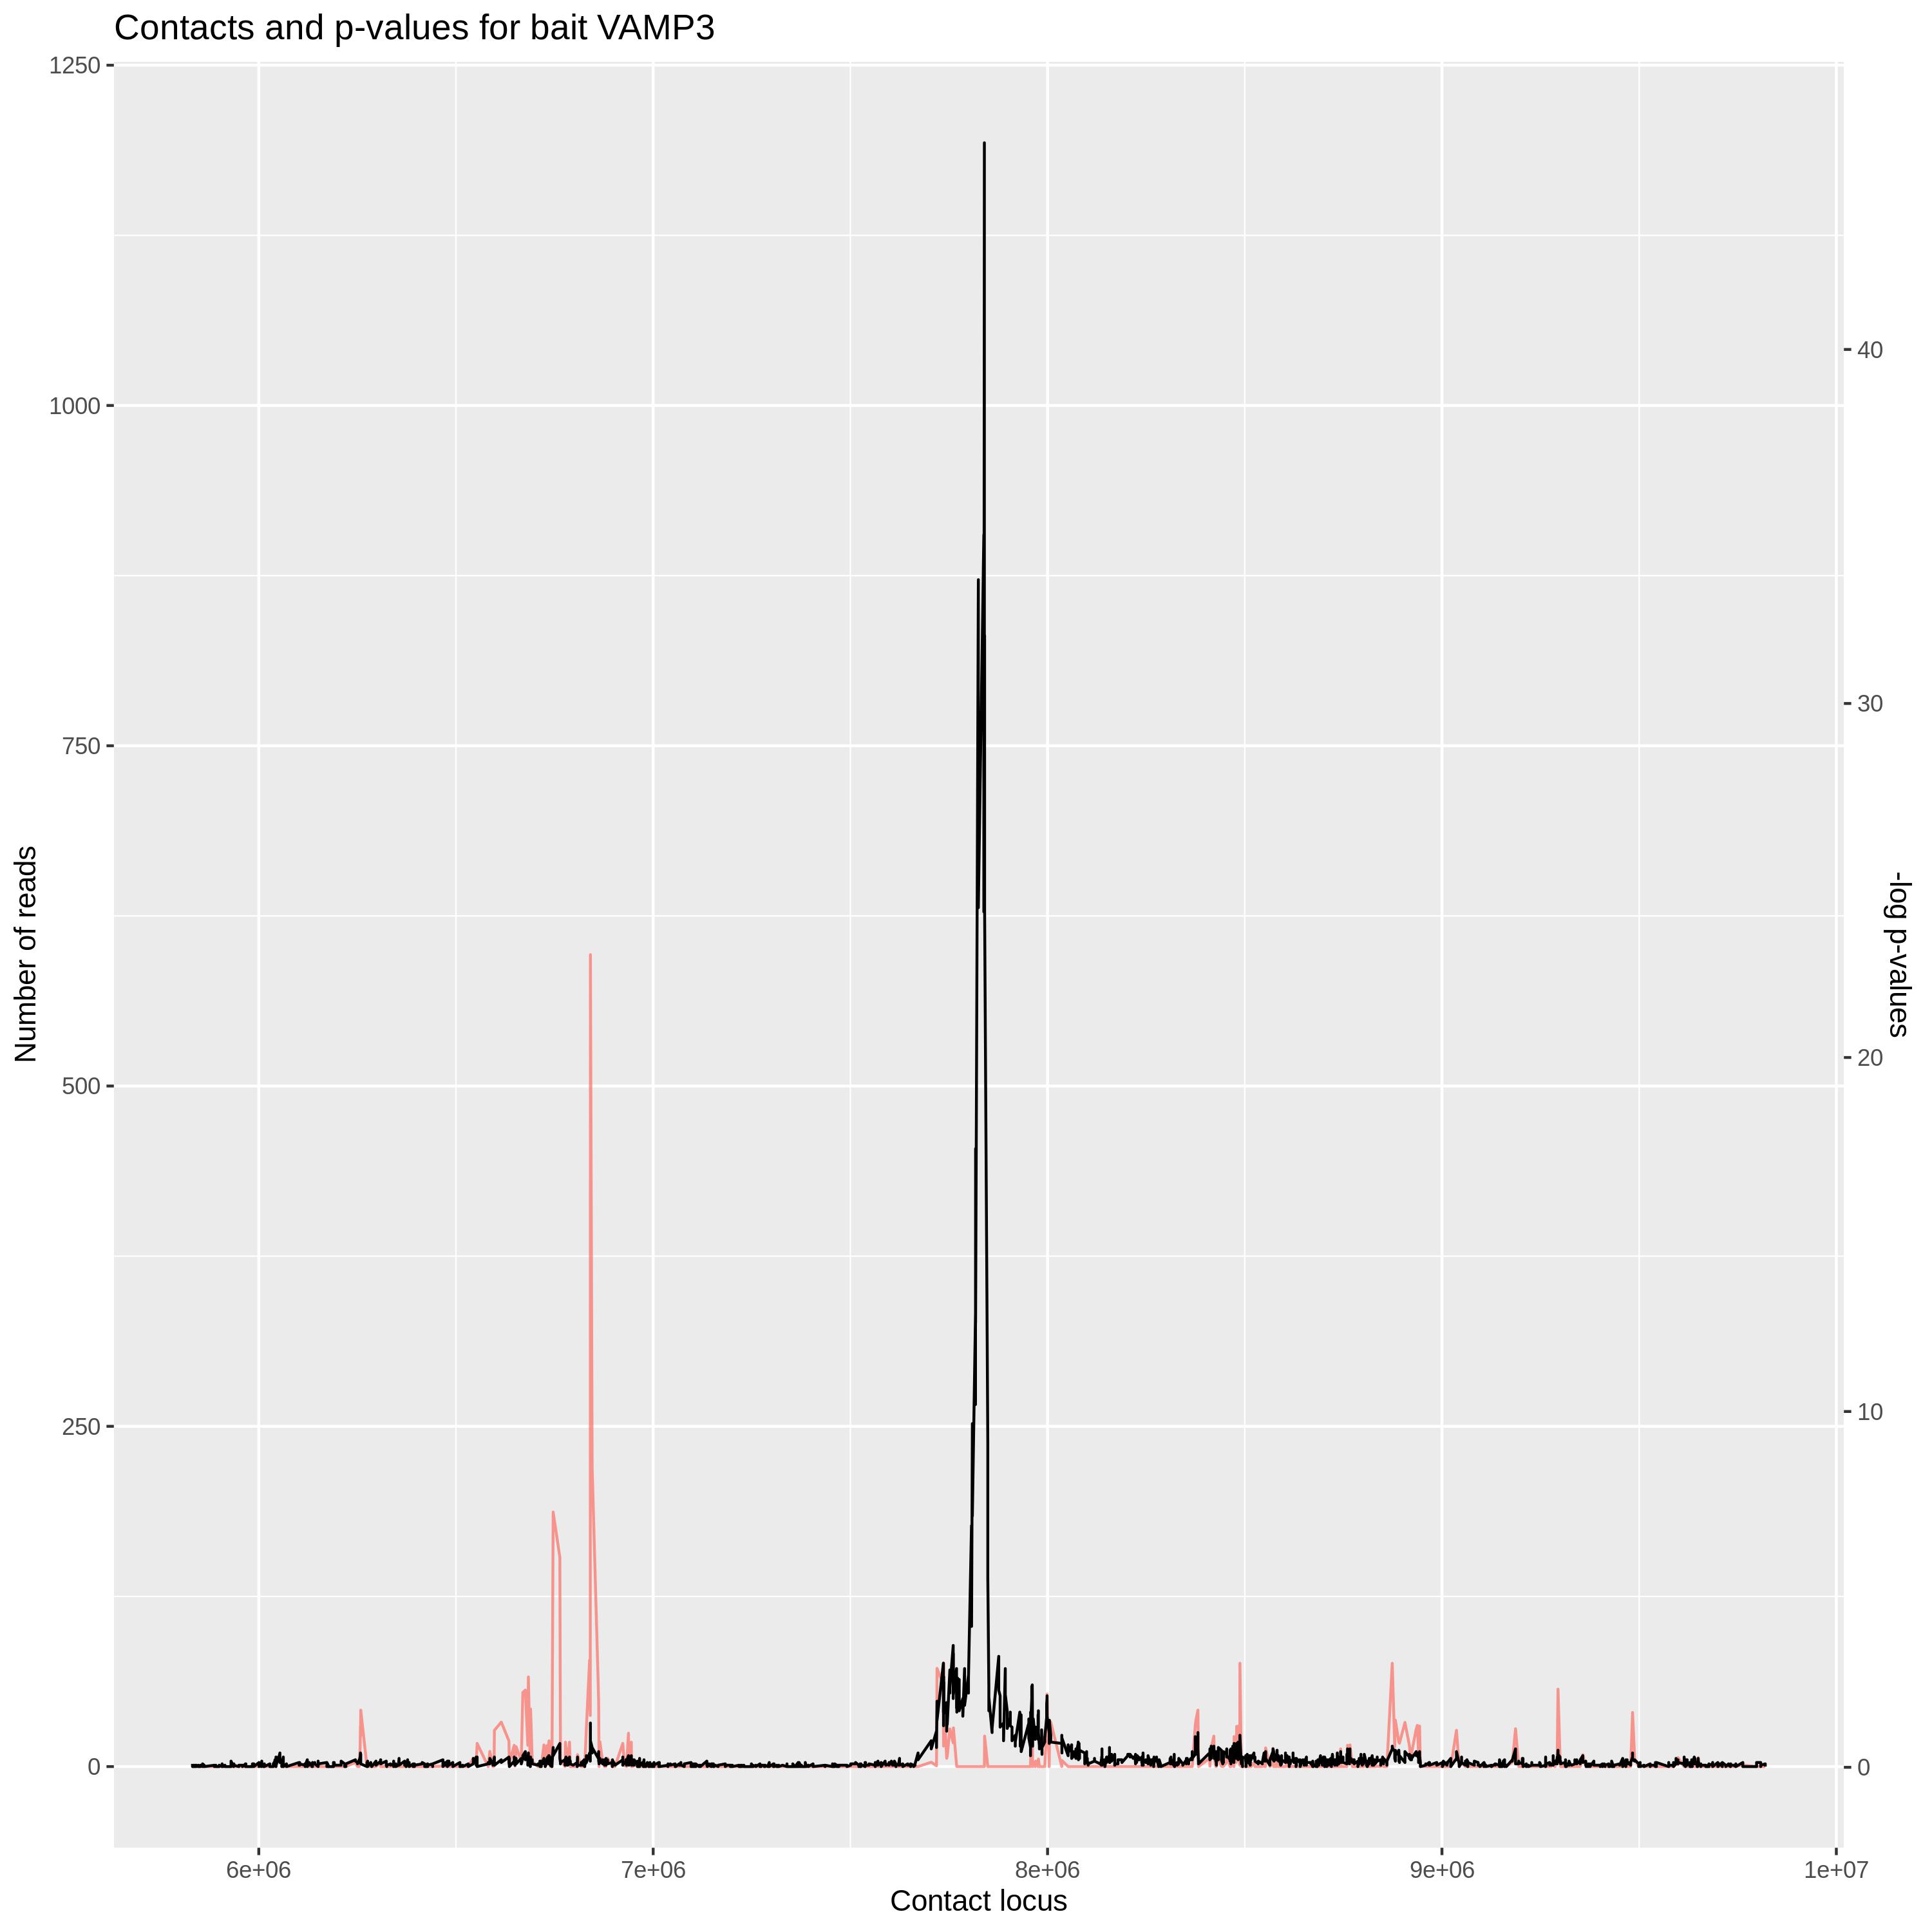 Contacts and p-values for bait VAMP3
1250
1000
750
500
250
0
Number of reads
40
30
20
10
0
-log p-values
6e+06
7e+06
8e+06
9e+06
1e+07
Contact locus